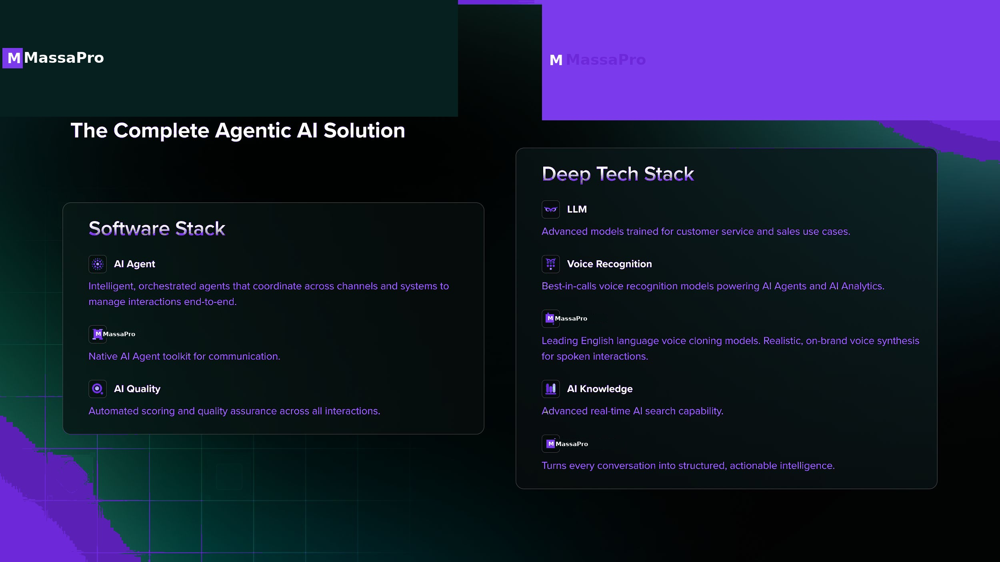 M MassaPro
M MassaPro
The Complete Agentic AI Solution
Software Stack
AI Agent
Intelligent, orchestrated agents that coordinate across channels and systems to
manage interactions end-to-end.
M MassaPro
Native AI Agent toolkit for communication.
AI Quality
Automated scoring and quality assurance across all interactions.
Deep Tech Stack
LLM
Advanced models trained for customer service and sales use cases.
Voice Recognition
Best-in-calls voice recognition models powering AI Agents and AI Analytics.
M MassaPro
Leading English language voice cloning models. Realistic, on-brand voice synthesis
for spoken interactions.
AI Knowledge
Advanced real-time AI search capability.
M MassaPro
Turns every conversation into structured, actionable intelligence.